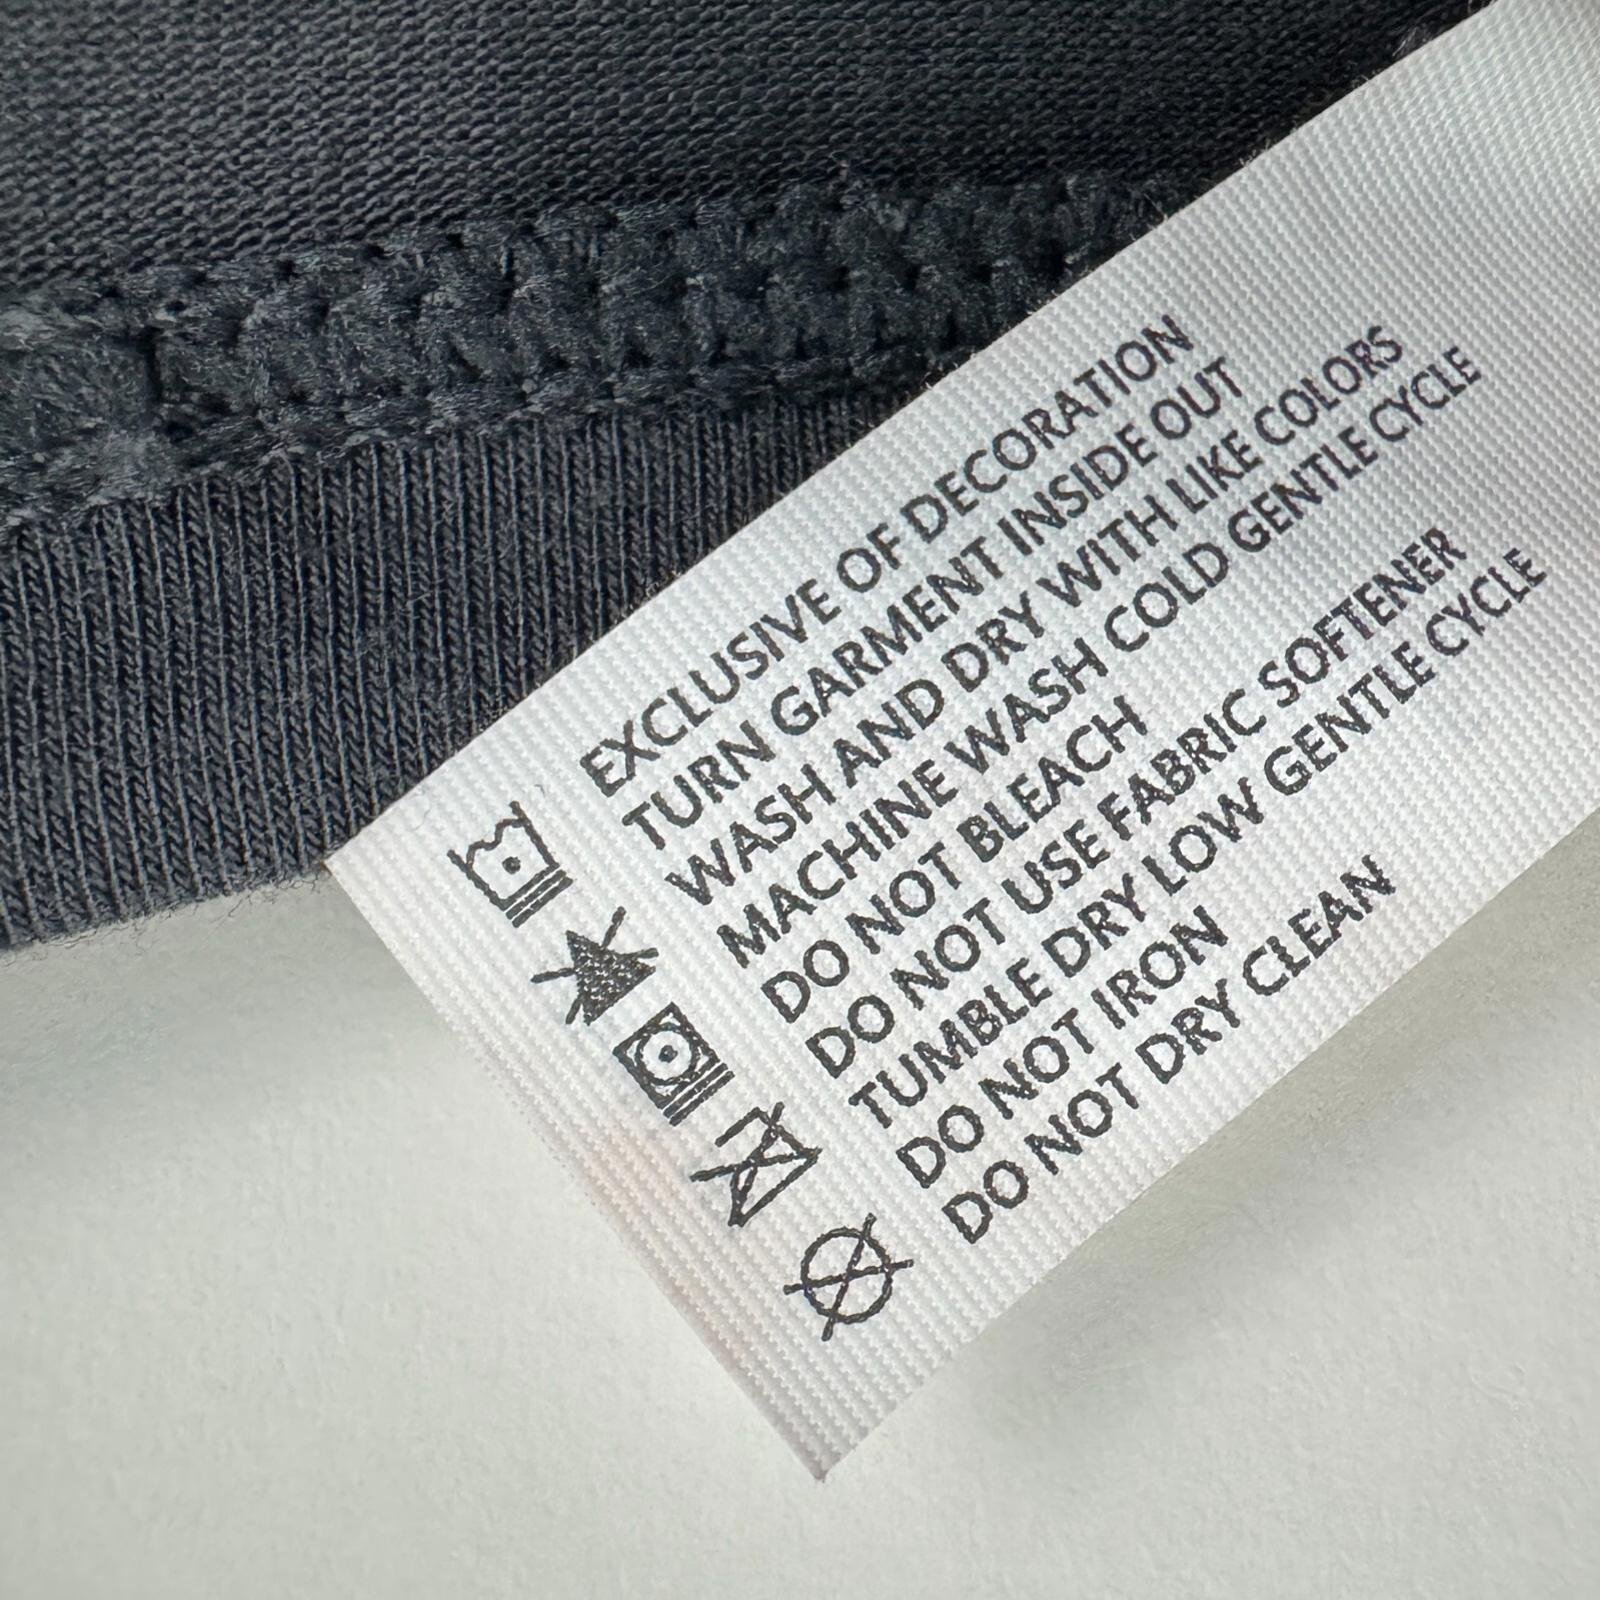 EXCLUSIVE OF DECORATION
TURN GARMENT INSIDE OUT
WASH AND DRY WITH LIKE COLORS
MACHINE WASH COLD GENTLE CYCLE
DO NOT BLEACH
DO NOT USE FABRIC SOFTENER
TUMBLE DRY LOW GENTLE CYCLE
DO NOT IRON
DO NOT DRY CLEAN